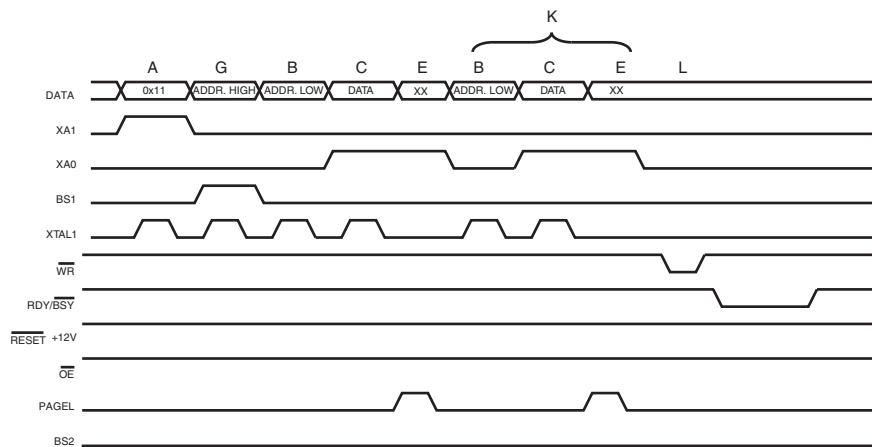 K
A G B C E B C E L
DATA 0x11 ADDR. HIGH ADDR. LOW DATA XX ADDR. LOW DATA XX
XA1
XA0
BS1
XTAL1
WR
RDY/BSY
RESET +12V
OE
PAGEL
BS2